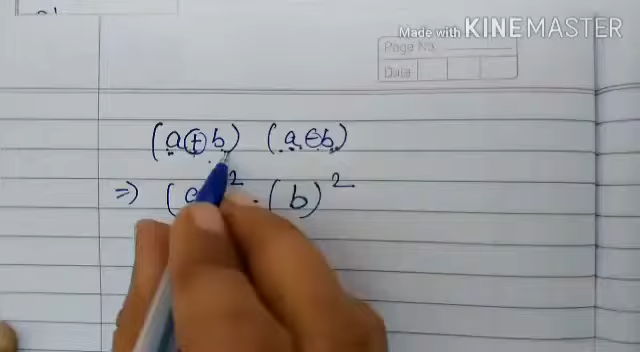 Made with KINEMASTER
Page No.
Date
(a+b) (a-b)
=> (a)² · (b)²